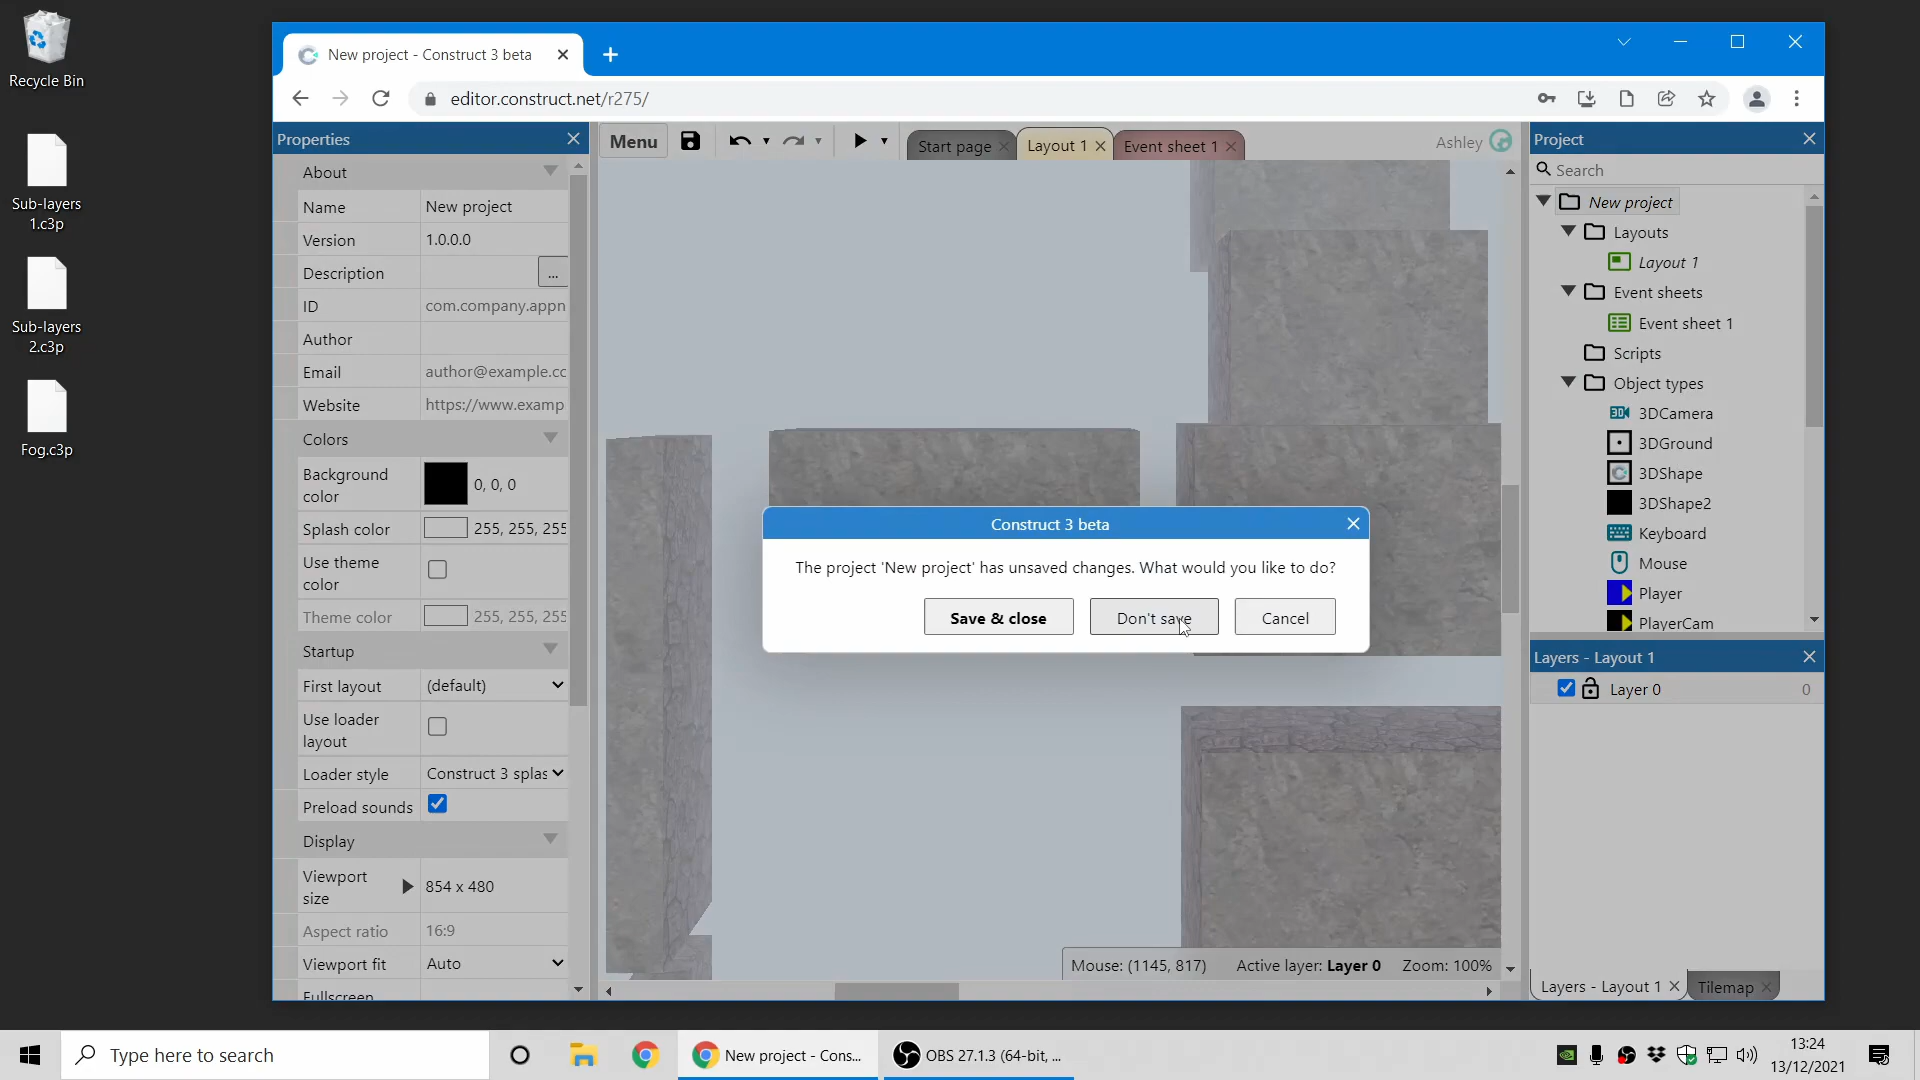 Recycle Bin
Sub-layers
1.c3p
Sub-layers
2.c3p
Fog.c3p
New project - Construct 3 beta
editor.construct.net/r275/
Properties
About
Name New project
Version 1.0.0.0
Description ...
ID com.company.appn
Author
Email author@example.cc
Website https://www.examp
Colors
Background
color 0, 0, 0
Splash color 255, 255, 255
Use theme
color
Theme color 255, 255, 255
Startup
First layout (default)
Use loader
layout
Loader style Construct 3 splas
Preload sounds
Display
Viewport
size 854 x 480
Aspect ratio 16:9
Viewport fit Auto
Fullscreen
Menu
Start page
Layout 1
Event sheet 1
Ashley
Construct 3 beta
The project 'New project' has unsaved changes. What would you like to do?
Save & close
Don't save
Cancel
Mouse: (1145, 817) Active layer: Layer 0 Zoom: 100%
Project
Search
New project
Layouts
Layout 1
Event sheets
Event sheet 1
Scripts
Object types
3D 3DCamera
3DGround
3DShape
3DShape2
Keyboard
Mouse
Player
PlayerCam
Layers - Layout 1
Layer 0 0
Layers - Layout 1
Tilemap
Type here to search
New project - Cons...
OBS 27.1.3 (64-bit, ...
13:24
13/12/2021